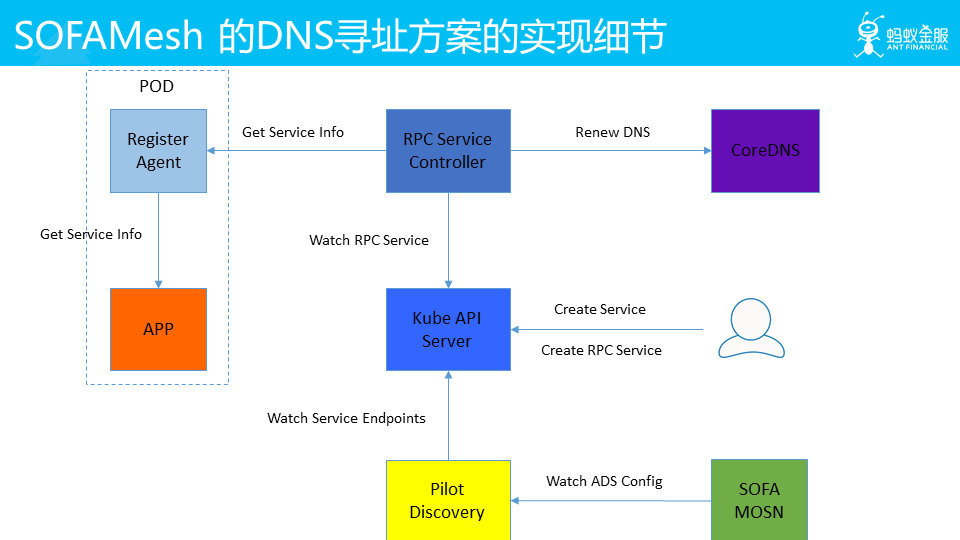 SOFAMesh 的DNS寻址方案的实现细节
蚂蚁金服
ANT FINANCIAL
POD
Register
Agent
Get Service Info
RPC Service
Controller
Renew DNS
CoreDNS
Get Service Info
Watch RPC Service
APP
Kube API
Server
Create Service
Create RPC Service
Watch Service Endpoints
Pilot
Discovery
Watch ADS Config
SOFA
MOSN